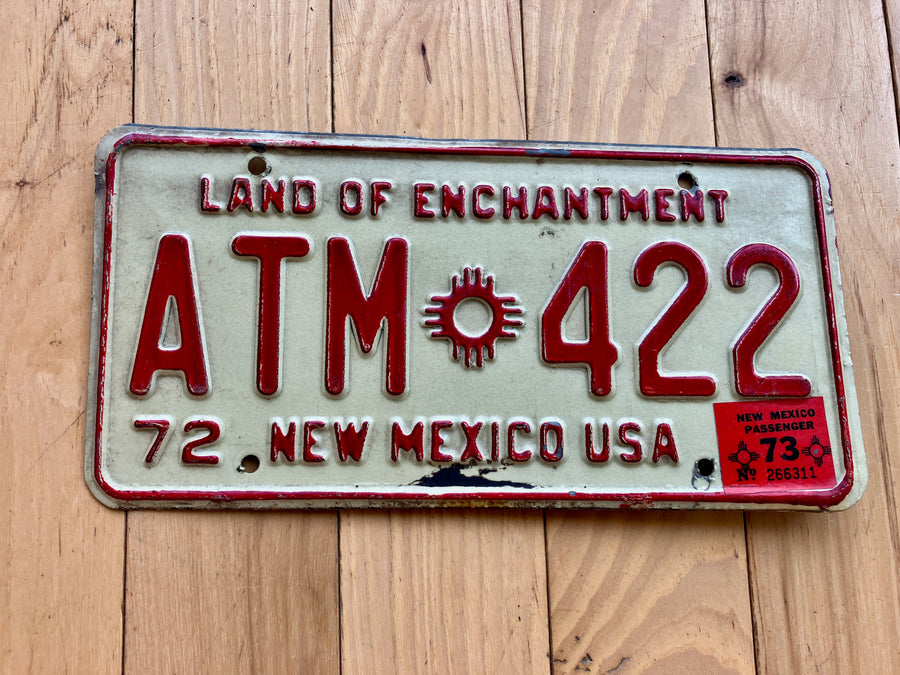 LAND OF ENCHANTMENT
ATM 422
72 NEW MEXICO USA
NEW MEXICO
PASSENGER
73
No 266311